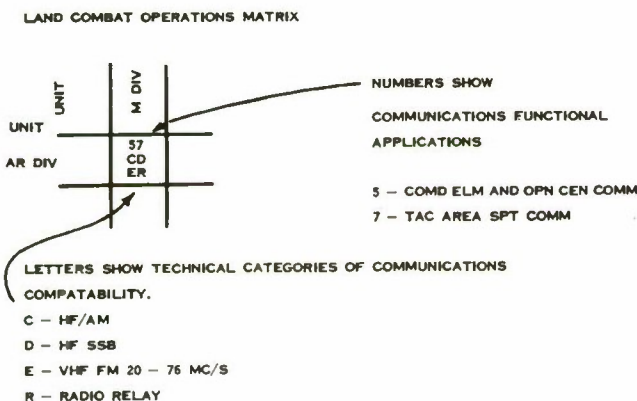 LAND COMBAT OPERATIONS MATRIX
UNIT
M DIV
UNIT
AR DIV
57
CD
ER
NUMBERS SHOW
COMMUNICATIONS FUNCTIONAL
APPLICATIONS
5 – COMD ELM AND OPN CEN COMM
7 – TAC AREA SPT COMM
LETTERS SHOW TECHNICAL CATEGORIES OF COMMUNICATIONS
COMPATABILITY.
C – HF/AM
D – HF SSB
E – VHF FM 20 – 76 MC/S
R – RADIO RELAY